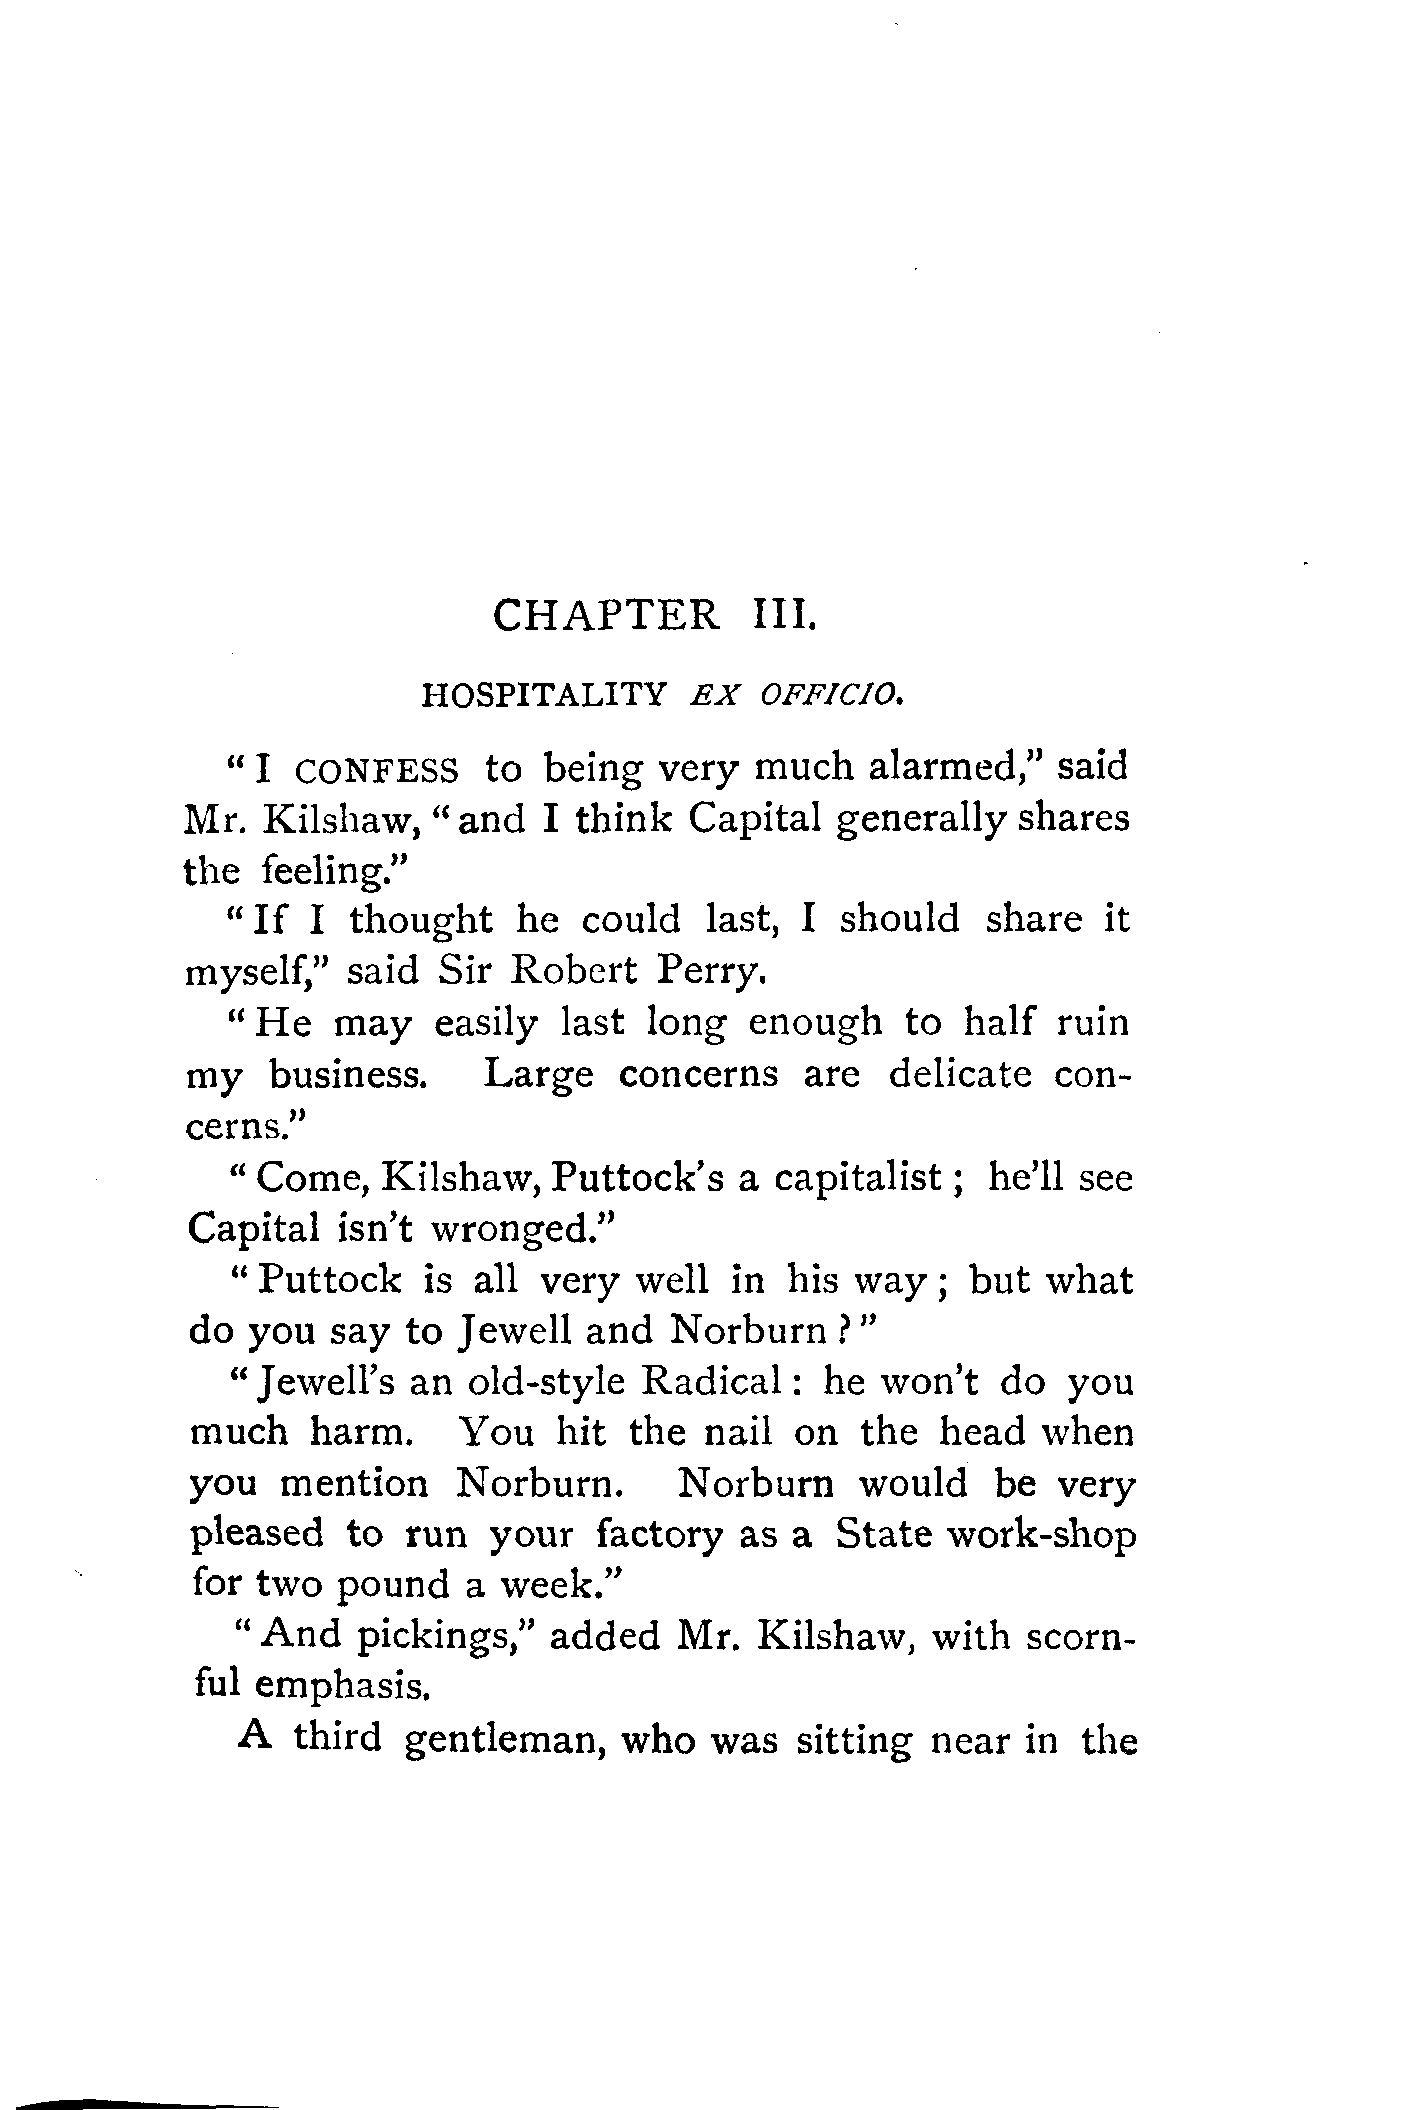 CHAPTER III.
HOSPITALITY EX OFFICIO.
“I CONFESS to being very much alarmed,” said
Mr. Kilshaw, “and I think Capital generally shares
the feeling.”
“If I thought he could last, I should share it
myself,” said Sir Robert Perry.
“He may easily last long enough to half ruin
my business. Large concerns are delicate con-
cerns.”
“Come, Kilshaw, Puttock’s a capitalist; he’ll see
Capital isn’t wronged.”
“Puttock is all very well in his way; but what
do you say to Jewell and Norburn?”
“Jewell’s an old-style Radical: he won’t do you
much harm. You hit the nail on the head when
you mention Norburn. Norburn would be very
pleased to run your factory as a State work-shop
for two pound a week.”
“And pickings,” added Mr. Kilshaw, with scorn-
ful emphasis.
A third gentleman, who was sitting near in the